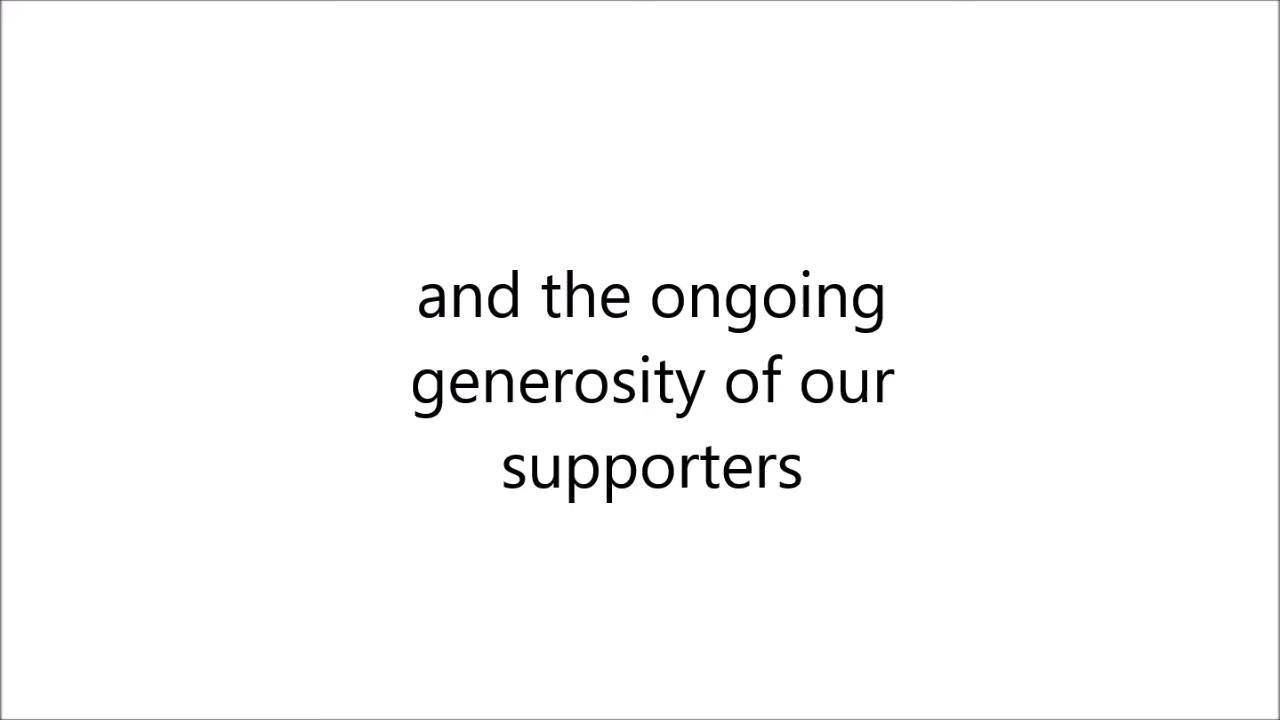 and the ongoing
generosity of our
supporters